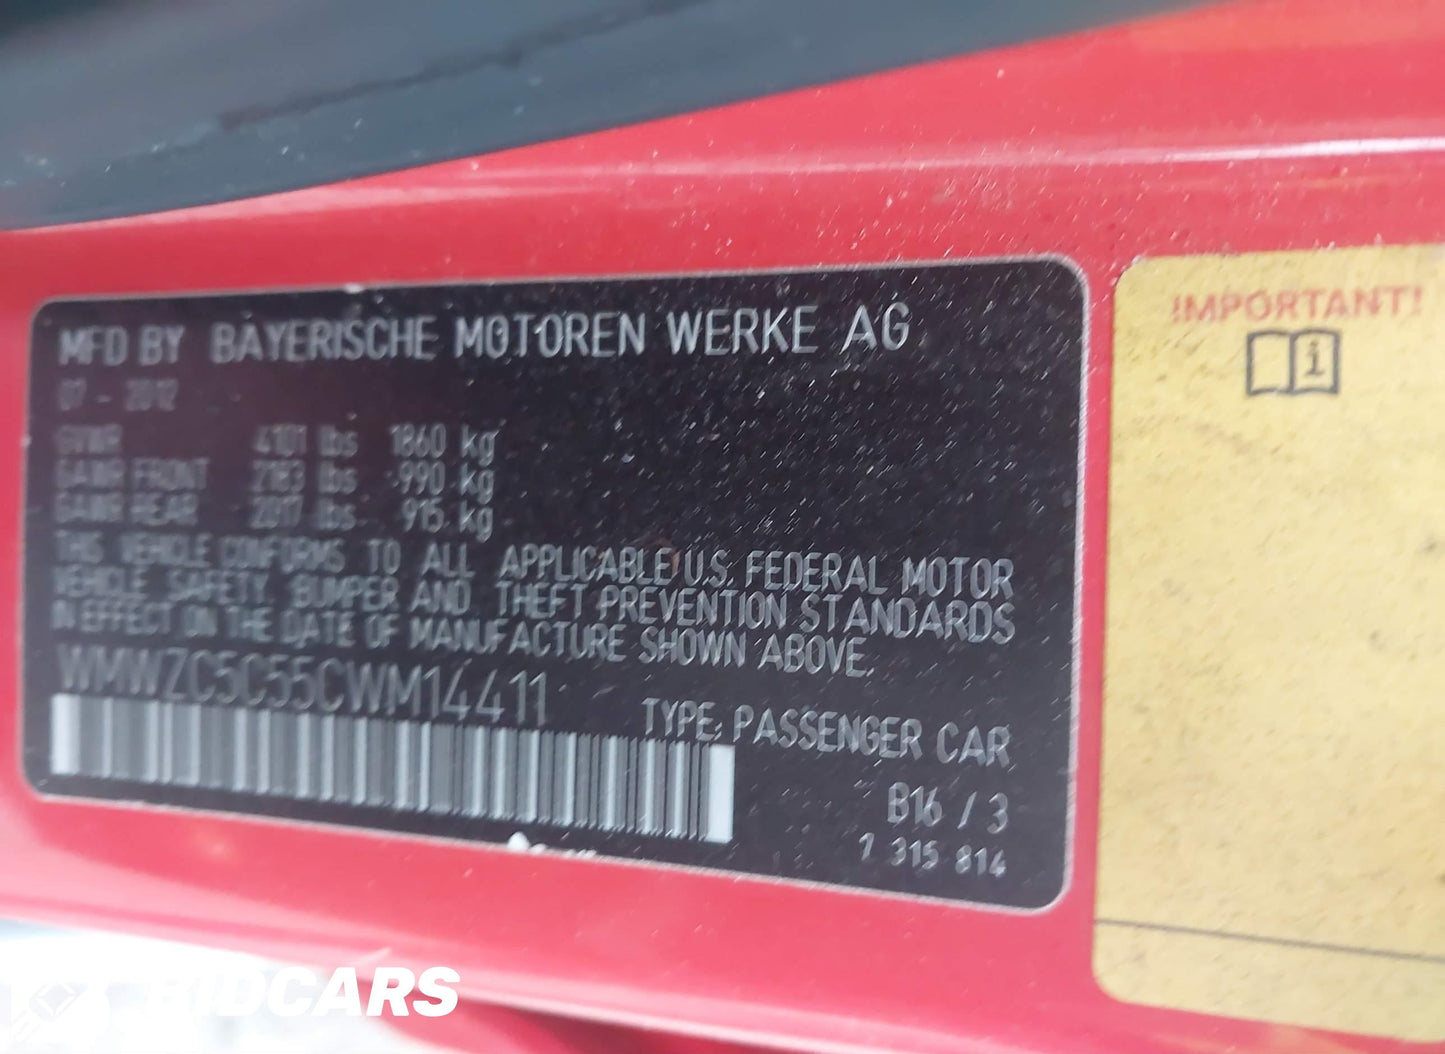 MFD BY BAYERISCHE MOTOREN WERKE AG
07 - 2012
GVWR 4101 lbs 1860 kg
GAWR FRONT 2183 lbs 990 kg
GAWR REAR 2017 lbs 915 kg
THIS VEHICLE CONFORMS TO ALL APPLICABLE U.S. FEDERAL MOTOR
VEHICLE SAFETY, BUMPER AND THEFT PREVENTION STANDARDS
IN EFFECT ON THE DATE OF MANUFACTURE SHOWN ABOVE.
WMWZC5C55CWM14411
TYPE: PASSENGER CAR
B16 / 3
7 315 814
IMPORTANT!
i
BIDCARS